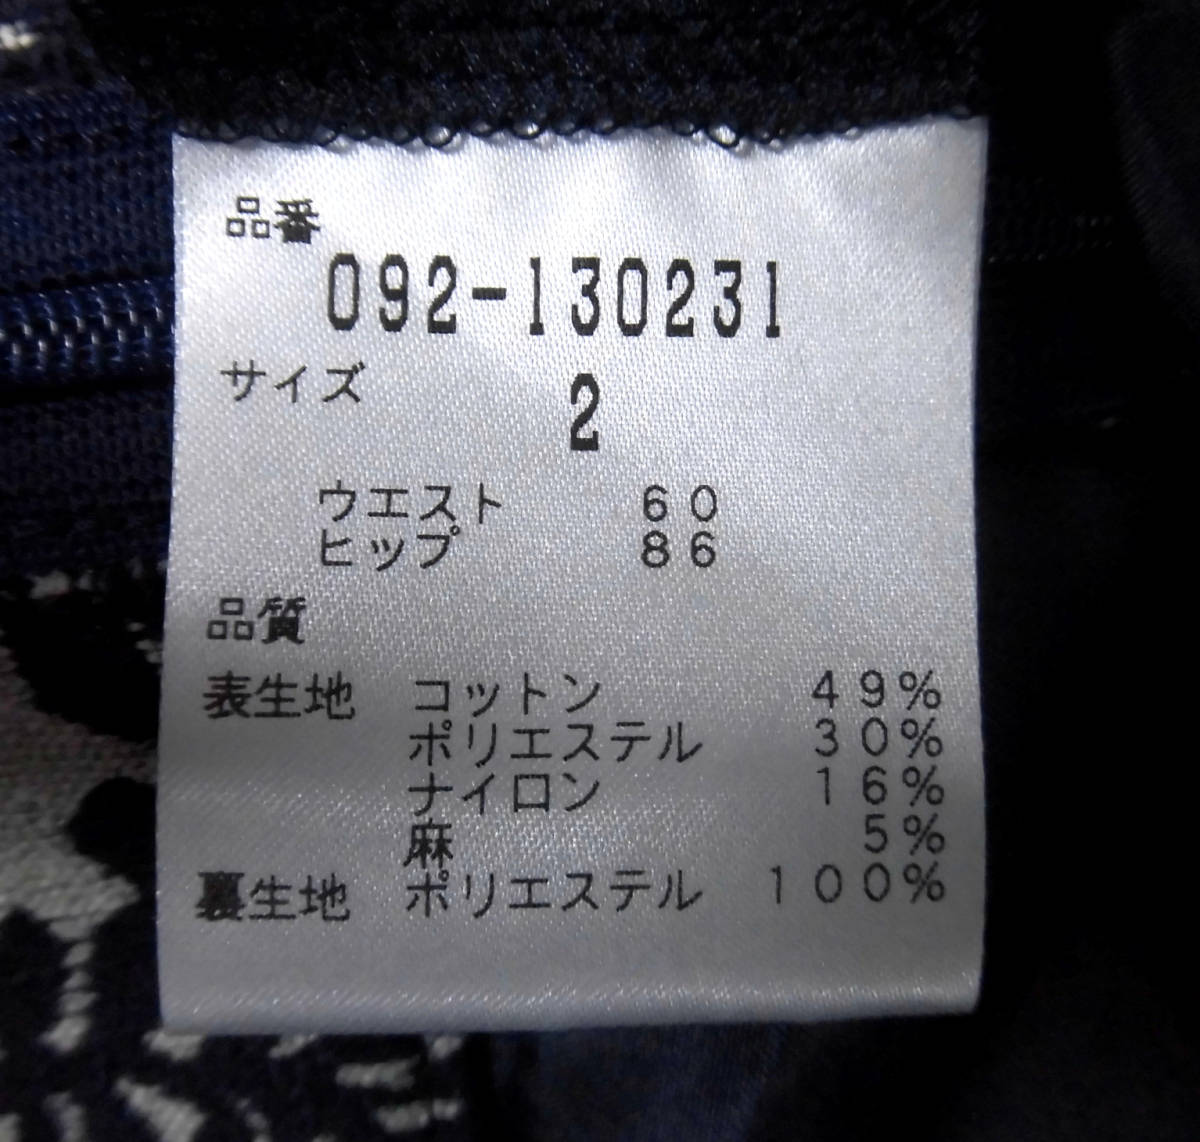 品番
092-130231
サイズ 2
ウエスト 60
ヒップ 86
品質
表生地 コットン 49%
ポリエステル 30%
ナイロン 16%
麻 5%
裏生地 ポリエステル 100%